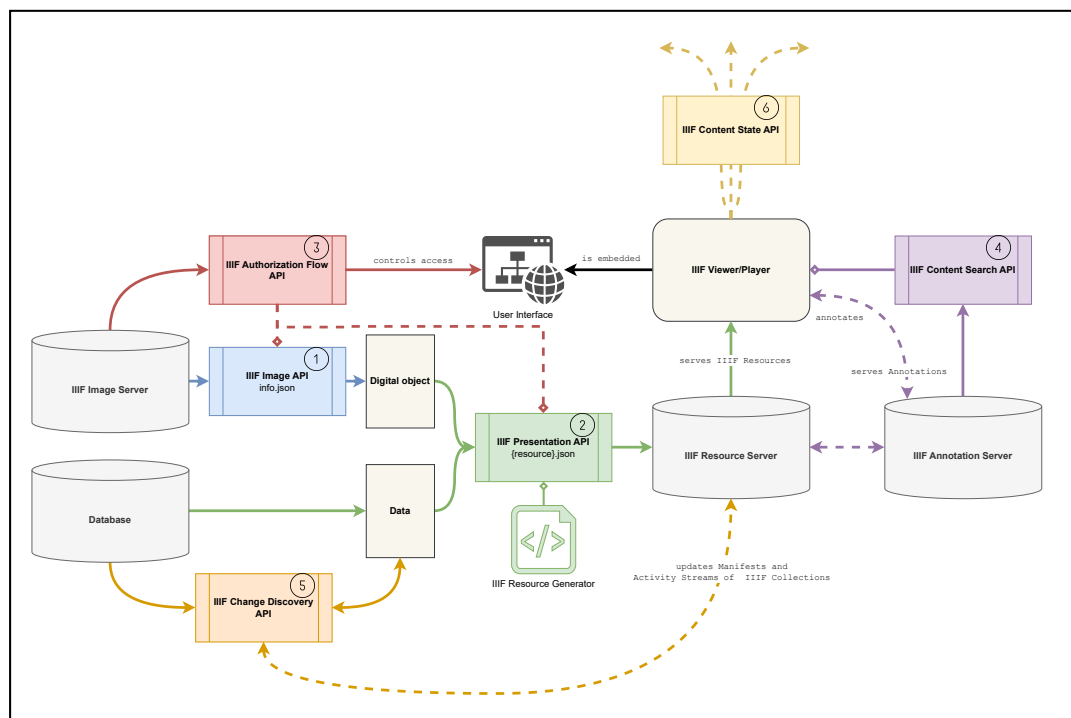 6
IIIF Content State API
3
IIIF Authorization Flow
API
controls access
User Interface
is embedded
IIIF Viewer/Player
4
IIIF Content Search API
annotates
serves IIIF Resources
serves Annotations
IIIF Image Server
1
IIIF Image API
info.json
Digital object
2
IIIF Presentation API
{resource}.json
IIIF Resource Server
IIIF Annotation Server
Database
Data
</>
IIIF Resource Generator
5
IIIF Change Discovery
API
updates Manifests and
Activity Streams of IIIF Collections